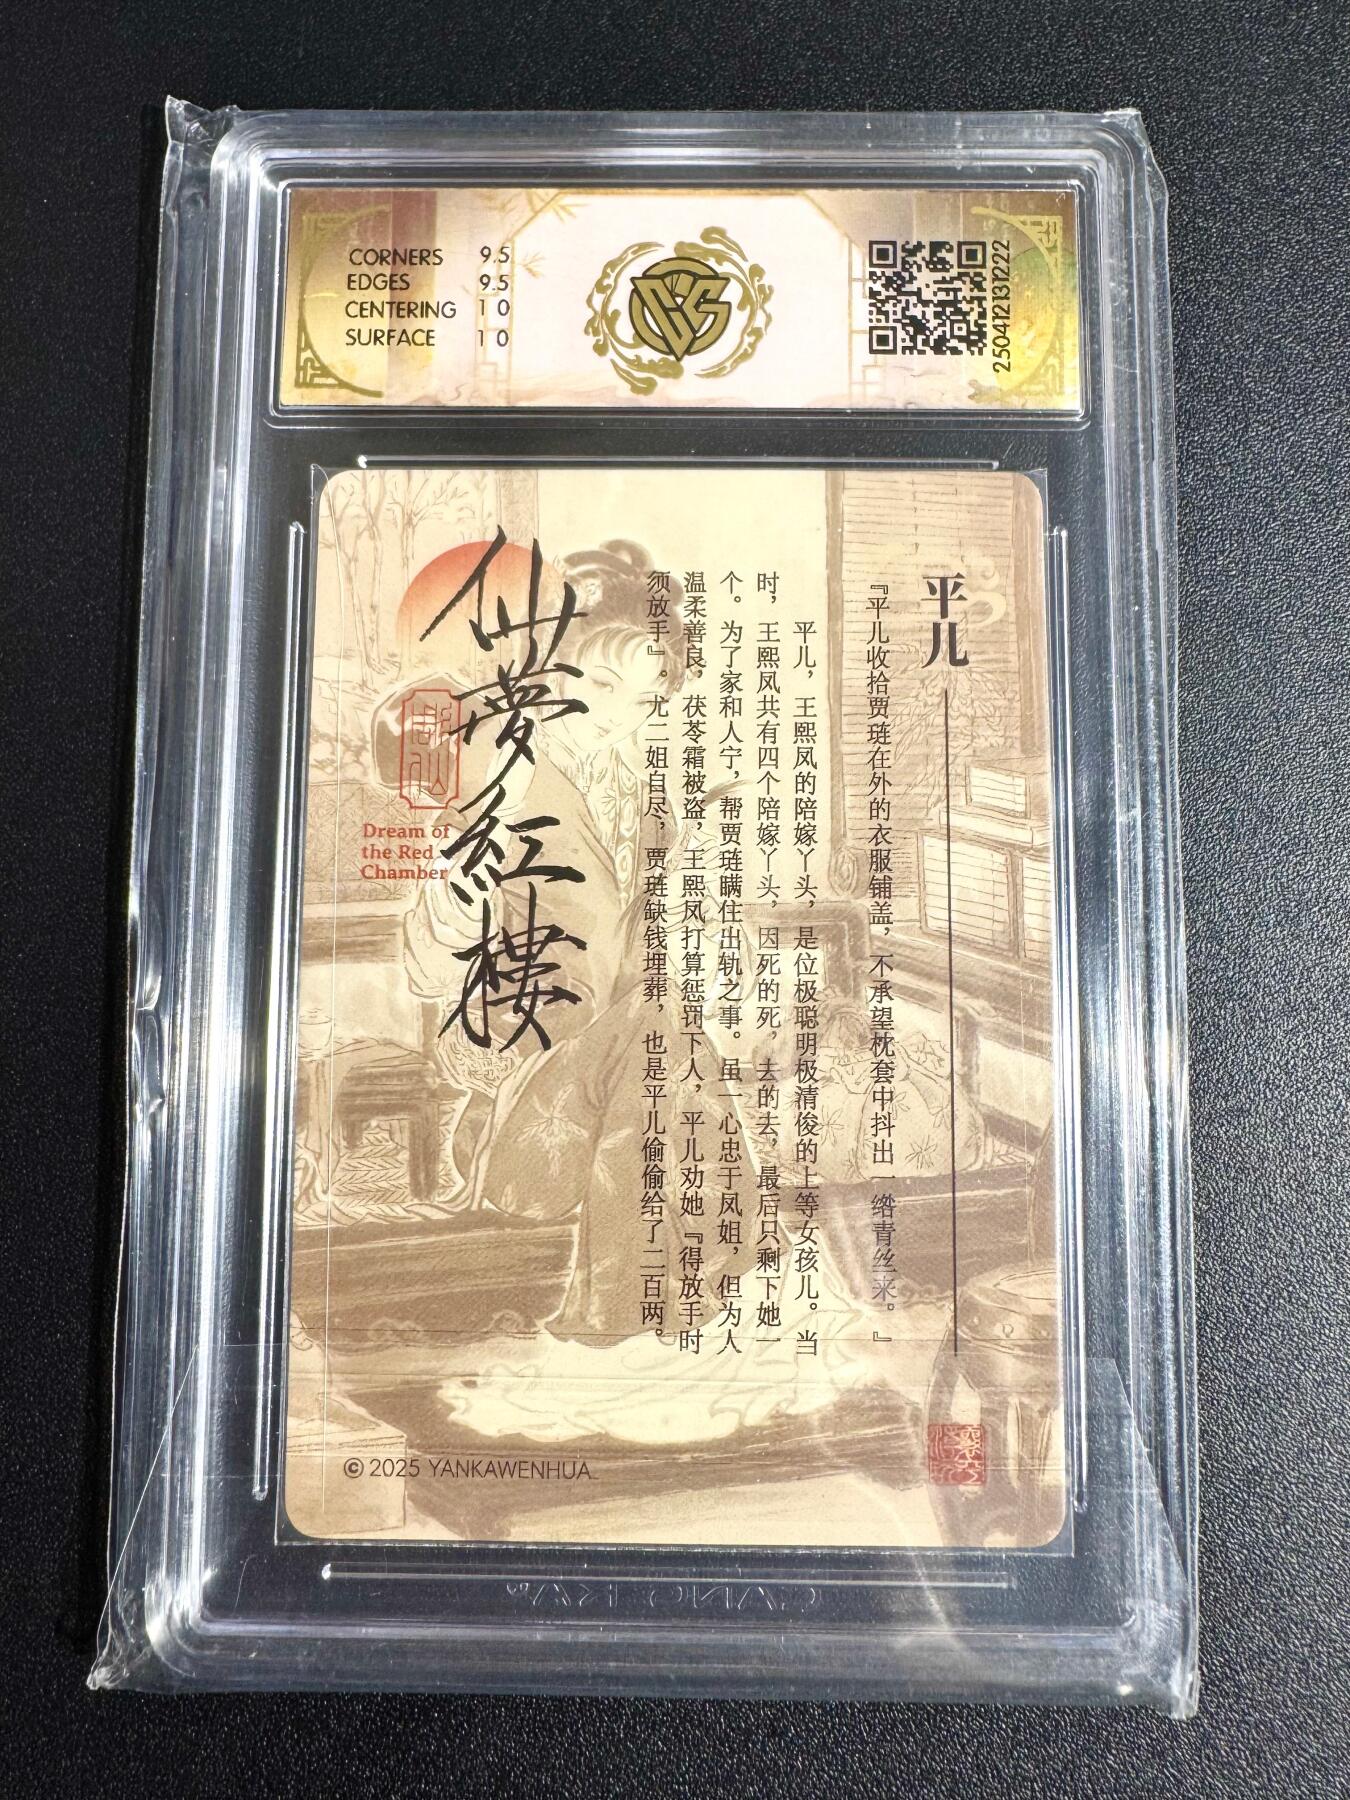 CORNERS 9.5
EDGES 9.5
CENTERING 10
SURFACE 10
2504121311222
平儿
『平儿收拾贾琏在外的衣服铺盖，不承望枕套中抖出一绺青丝来。』
平儿，王熙凤的陪嫁丫头，是位极聪明极清俊的上等女孩儿。当
时，王熙凤共有四个陪嫁丫头，因死的死，去的去，最后只剩下她一
个。为了家和人宁，帮贾琏瞒住出轨之事。虽一心忠于凤姐，但为人
温柔善良，茯苓霜被盗，王熙凤打算惩罚下人，平儿劝她『得放手时
须放手』。尤二姐自尽，贾琏缺钱埋葬，也是平儿偷偷给了二百两。
仙夢紅樓
Dream of
the Red
Chamber
© 2025 YANKAWENHUA